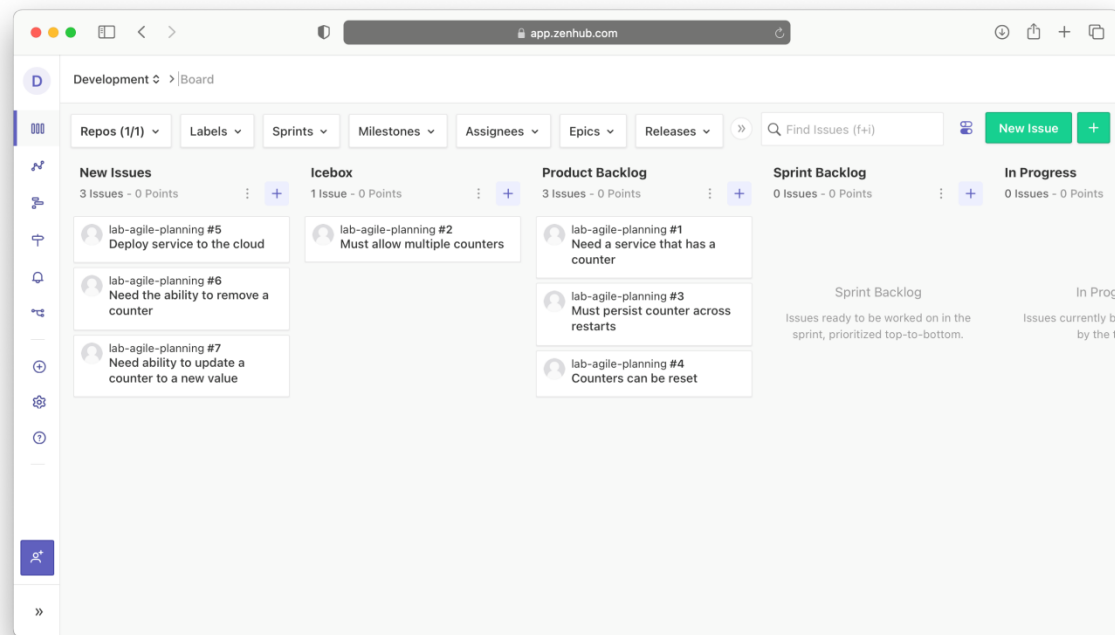 app.zenhub.com
D
Development > Board
Repos (1/1)
Labels
Sprints
Milestones
Assignees
Epics
Releases
»
Find Issues (f+i)
New Issue
+
New Issues
3 Issues - 0 Points
+
lab-agile-planning #5
Deploy service to the cloud
lab-agile-planning #6
Need the ability to remove a
counter
lab-agile-planning #7
Need ability to update a
counter to a new value
Icebox
1 Issue - 0 Points
+
lab-agile-planning #2
Must allow multiple counters
Product Backlog
3 Issues - 0 Points
+
lab-agile-planning #1
Need a service that has a
counter
lab-agile-planning #3
Must persist counter across
restarts
lab-agile-planning #4
Counters can be reset
Sprint Backlog
0 Issues - 0 Points
+
Sprint Backlog
Issues ready to be worked on in the
sprint, prioritized top-to-bottom.
In Progress
0 Issues - 0 Points
In Prog
Issues currently b
by the t
»